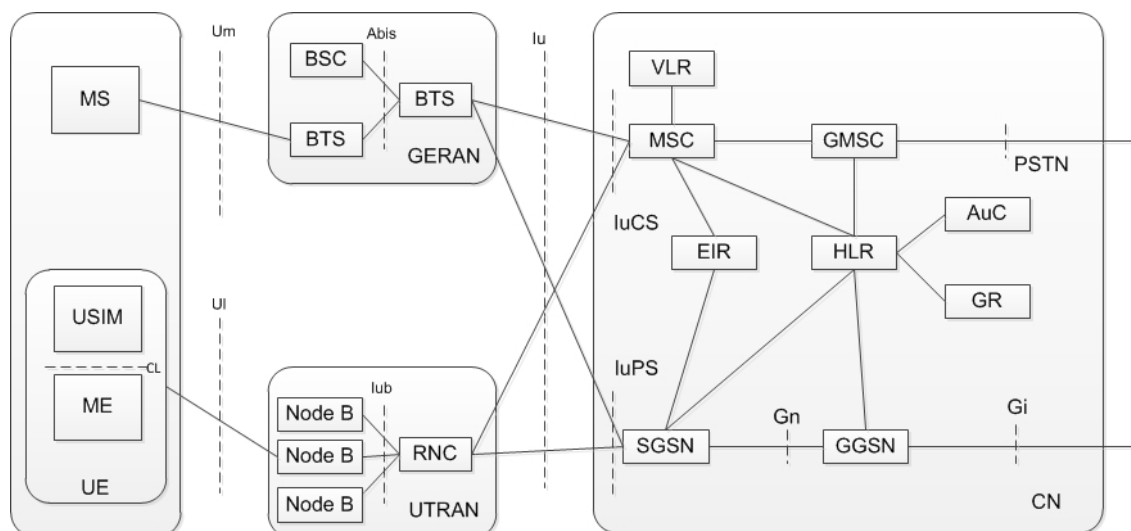 Um
Abis
Iu
MS
BSC
BTS
BTS
GERAN
VLR
MSC
GMSC
PSTN
IuCS
EIR
HLR
AuC
GR
USIM
CL
ME
UE
UI
Iub
Node B
Node B
Node B
RNC
UTRAN
IuPS
SGSN
Gn
GGSN
Gi
CN